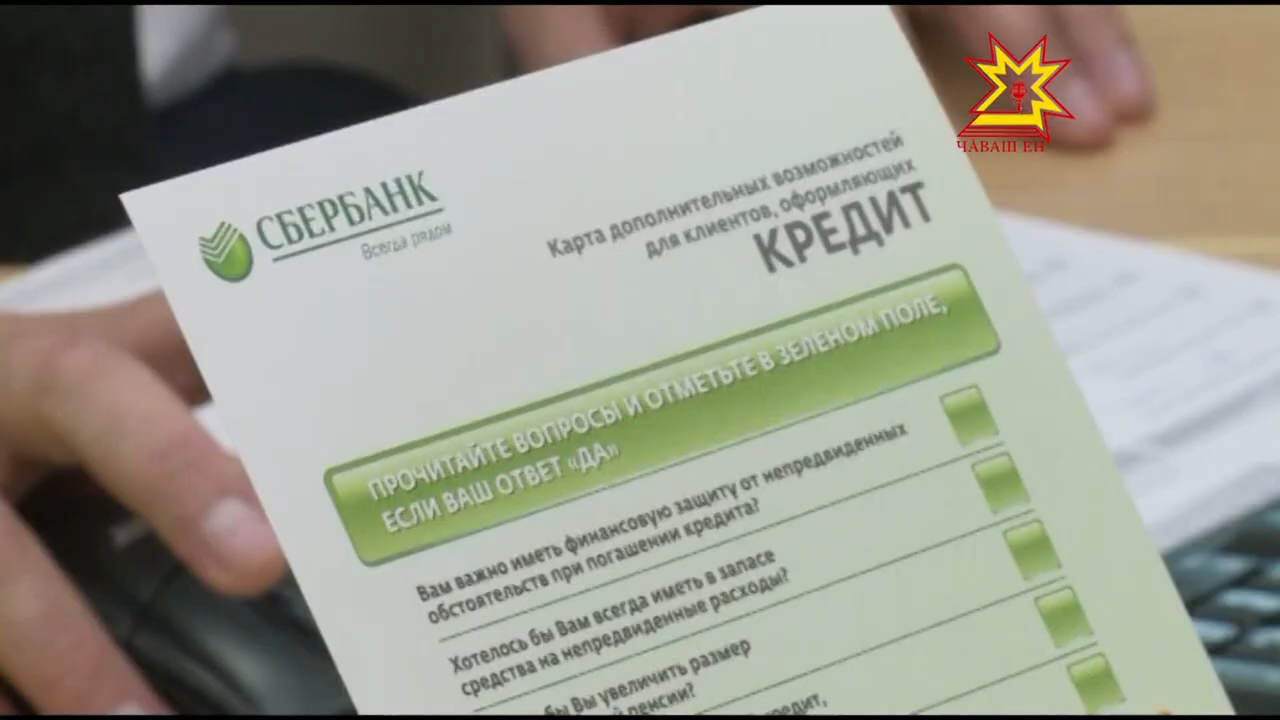 ЧАВАШ ЕН
СБЕРБАНК
Всегда рядом
Карта дополнительных возможностей
для клиентов, оформляющих
КРЕДИТ
ПРОЧИТАЙТЕ ВОПРОСЫ И ОТМЕТЬТЕ В ЗЕЛЕНОМ ПОЛЕ,
ЕСЛИ ВАШ ОТВЕТ «ДА»
Вам важно иметь финансовую защиту от непредвиденных
обстоятельств при погашении кредита?
Хотелось бы Вам всегда иметь в запасе
средства на непредвиденные расходы?
бы Вы увеличить размер
пенсии?
кредит,